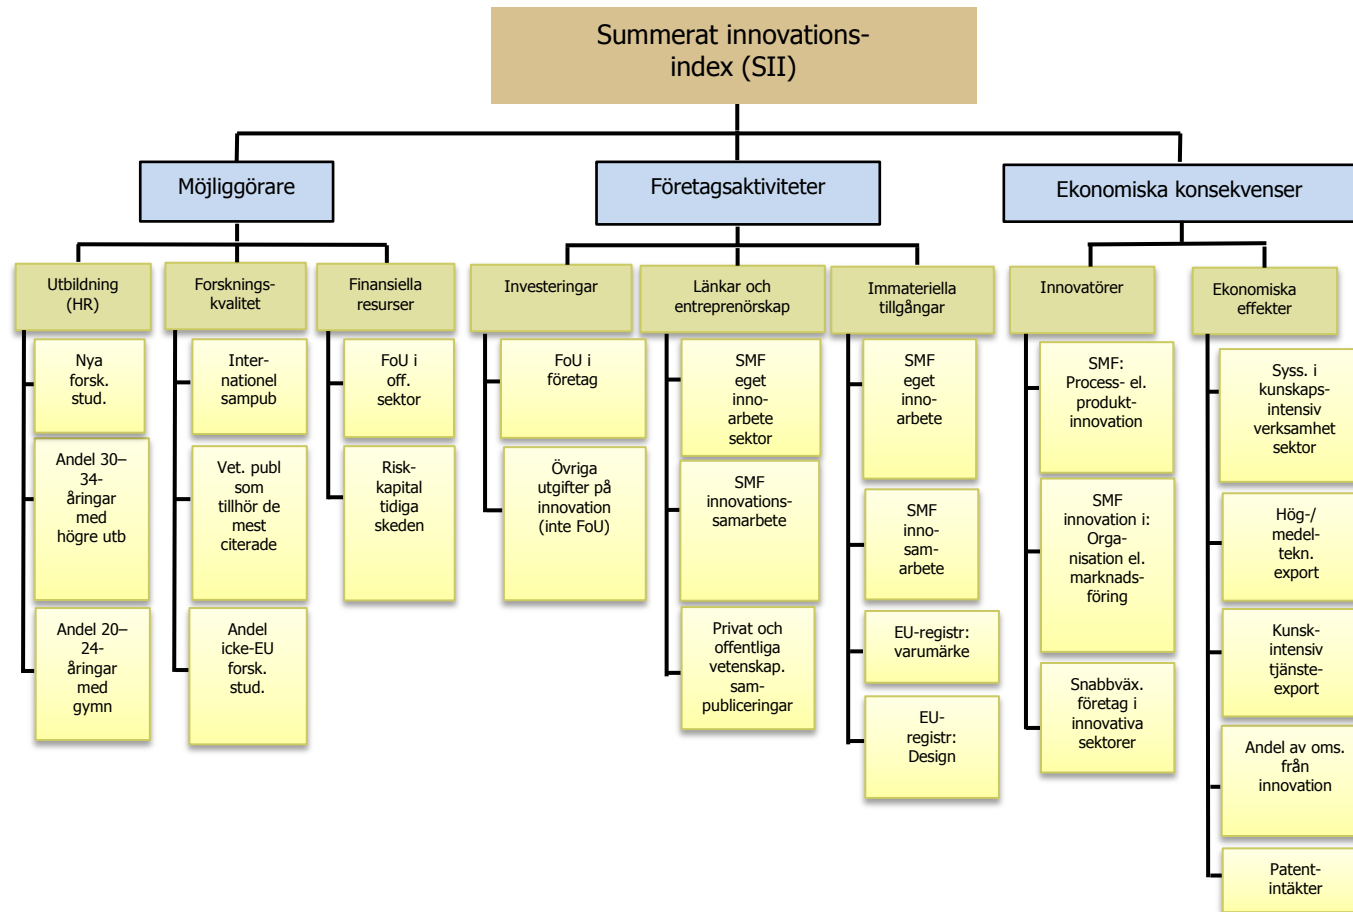 Summerat innovations-
index (SII)
Möjliggörare
Företagsaktiviteter
Ekonomiska konsekvenser
Utbildning
(HR)
Forsknings-
kvalitet
Finansiella
resurser
Investeringar
Länkar och
entreprenörskap
Immateriella
tillgångar
Innovatörer
Ekonomiska
effekter
Nya
forsk.
stud.
Andel 30–
34-
åringar
med
högre utb
Andel 20–
24-
åringar
med
gymn
Inter-
nationel
sampub
Vet. publ
som
tillhör de
mest
citerade
Andel
icke-EU
forsk.
stud.
FoU i
off.
sektor
Risk-
kapital
tidiga
skeden
FoU i
företag
Övriga
utgifter på
innovation
(inte FoU)
SMF
eget
inno-
arbete
sektor
SMF
innovations-
samarbete
Privat och
offentliga
vetenskap.
sam-
publiceringar
SMF
eget
inno-
arbete
SMF
inno-
sam-
arbete
EU-registr:
varumärke
EU-
registr:
Design
SMF:
Process- el.
produkt-
innovation
SMF
innovation i:
Orga-
nisation el.
marknads-
föring
Snabbväx.
företag i
innovativa
sektorer
Syss. i
kunskaps-
intensiv
verksamhet
sektor
Hög-/
medel-
tekn.
export
Kunsk-
intensiv
tjänste-
export
Andel av oms.
från
innovation
Patent-
intäkter